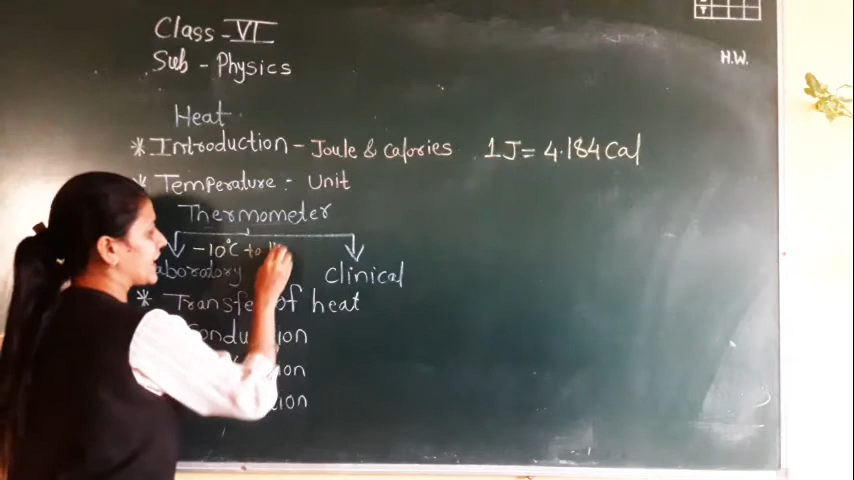 Class - VI
Sub - Physics
H.W.
Heat
* Introduction - Joule & calories 1J = 4.184 Cal
* Temperature : Unit
Thermometer
-10°C to
clinical
* Transfer of heat